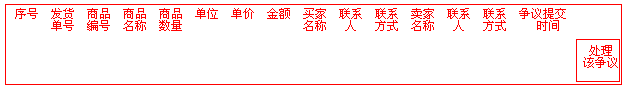 序号 发货 商品 商品 商品 单位 单价 金额 买家 联系 联系 卖家 联系 联系 争议提交
单号 编号 名称 数量 名称 人 方式 名称 人 方式 时间
处理
该争议